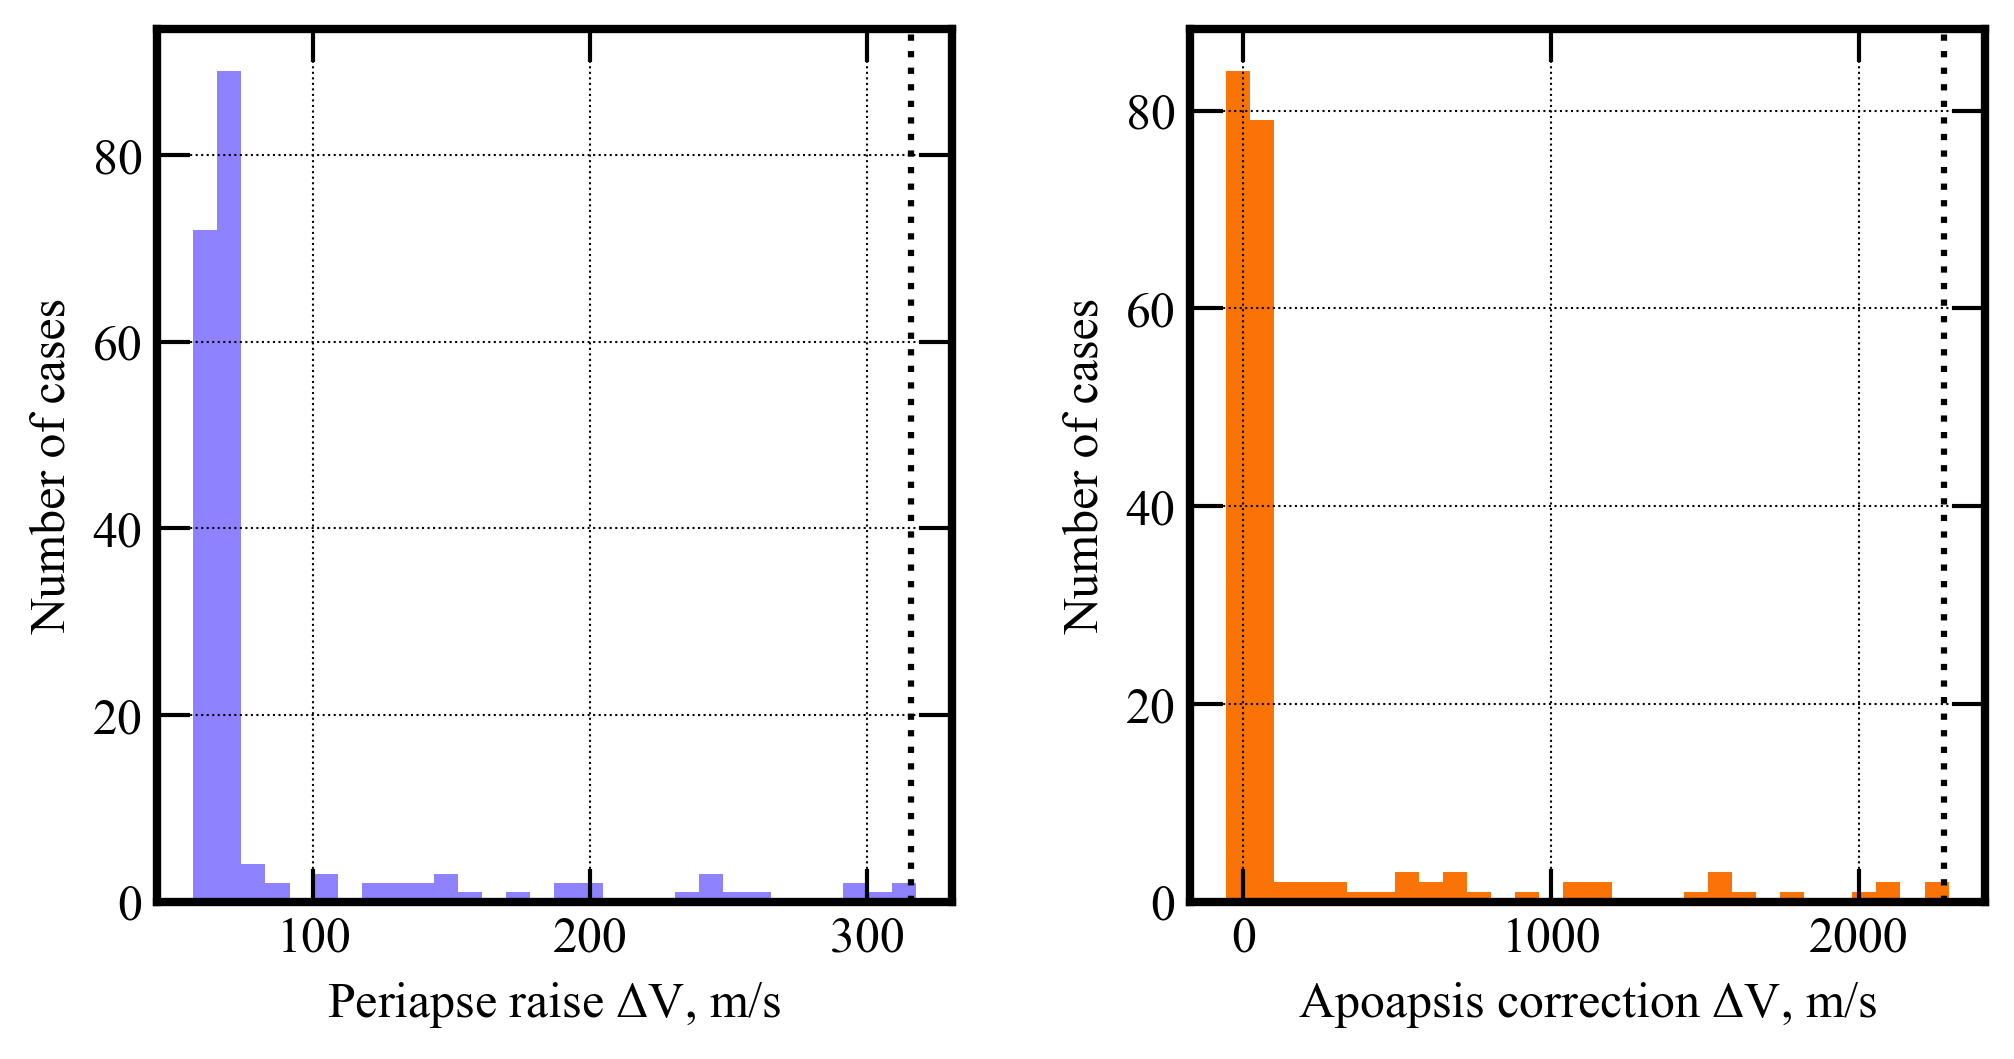 Number of cases
80
60
40
20
0
100 200 300
Periapse raise ΔV, m/s
Number of cases
80
60
40
20
0
0 1000 2000
Apoapsis correction ΔV, m/s